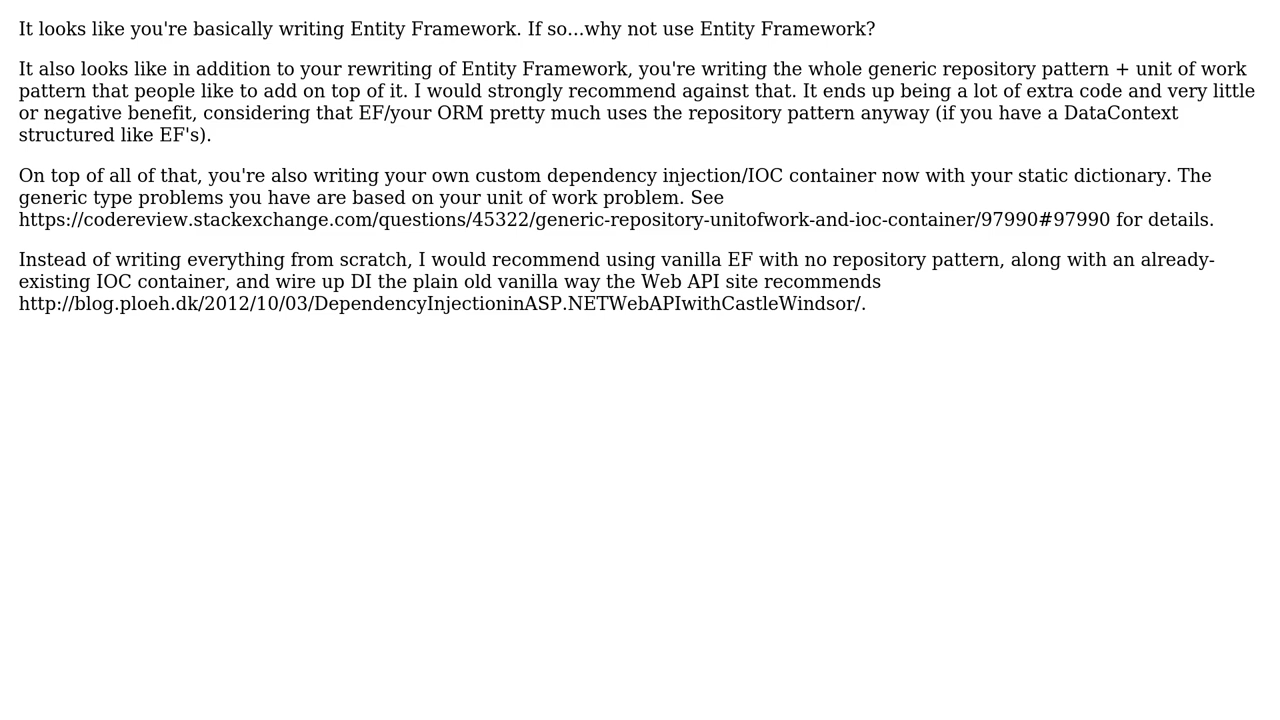 It looks like you're basically writing Entity Framework. If so...why not use Entity Framework?
It also looks like in addition to your rewriting of Entity Framework, you're writing the whole generic repository pattern + unit of work
pattern that people like to add on top of it. I would strongly recommend against that. It ends up being a lot of extra code and very little
or negative benefit, considering that EF/your ORM pretty much uses the repository pattern anyway (if you have a DataContext
structured like EF's).
On top of all of that, you're also writing your own custom dependency injection/IOC container now with your static dictionary. The
generic type problems you have are based on your unit of work problem. See
https://codereview.stackexchange.com/questions/45322/generic-repository-unitofwork-and-ioc-container/97990#97990 for details.
Instead of writing everything from scratch, I would recommend using vanilla EF with no repository pattern, along with an already-
existing IOC container, and wire up DI the plain old vanilla way the Web API site recommends
http://blog.ploeh.dk/2012/10/03/DependencyInjectioninASP.NETWebAPIwithCastleWindsor/.